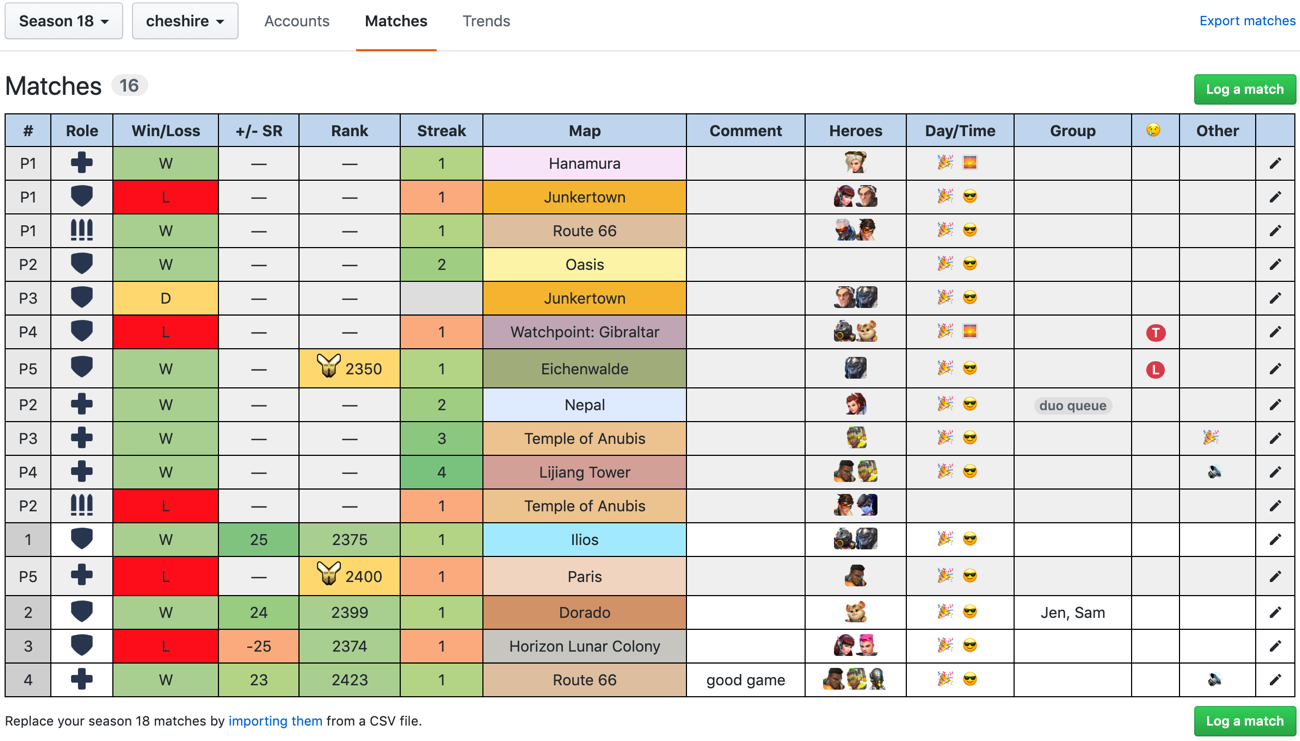 Season 18 cheshire Accounts Matches Trends Export matches
Matches 16 Log a match
# Role Win/Loss +/- SR Rank Streak Map Comment Heroes Day/Time Group Other
P1 W — — 1 Hanamura
P1 L — — 1 Junkertown
P1 W — — 1 Route 66
P2 W — — 2 Oasis
P3 D — — Junkertown
P4 L — — 1 Watchpoint: Gibraltar T
P5 W — 2350 1 Eichenwalde L
P2 W — — 2 Nepal duo queue
P3 W — — 3 Temple of Anubis
P4 W — — 4 Lijiang Tower
P2 L — — 1 Temple of Anubis
1 W 25 2375 1 Ilios
P5 L — 2400 1 Paris
2 W 24 2399 1 Dorado Jen, Sam
3 L -25 2374 1 Horizon Lunar Colony
4 W 23 2423 1 Route 66 good game
Replace your season 18 matches by importing them from a CSV file. Log a match